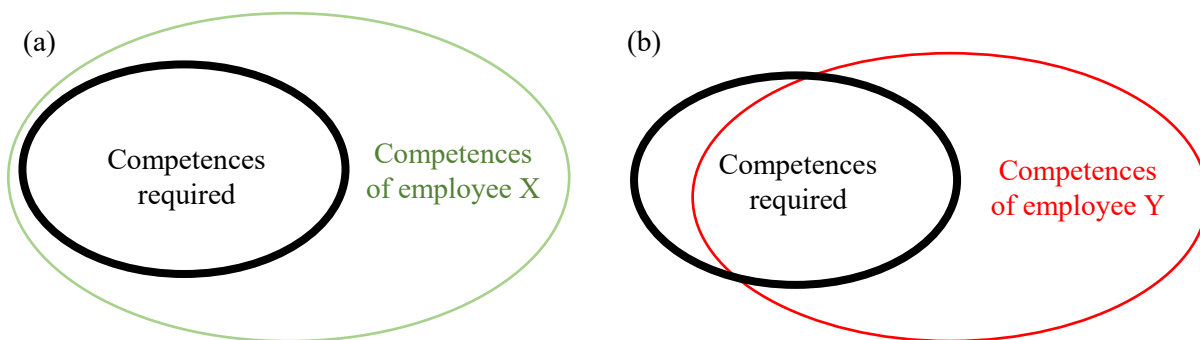 (a)
Competences
required
Competences
of employee X
(b)
Competences
required
Competences
of employee Y